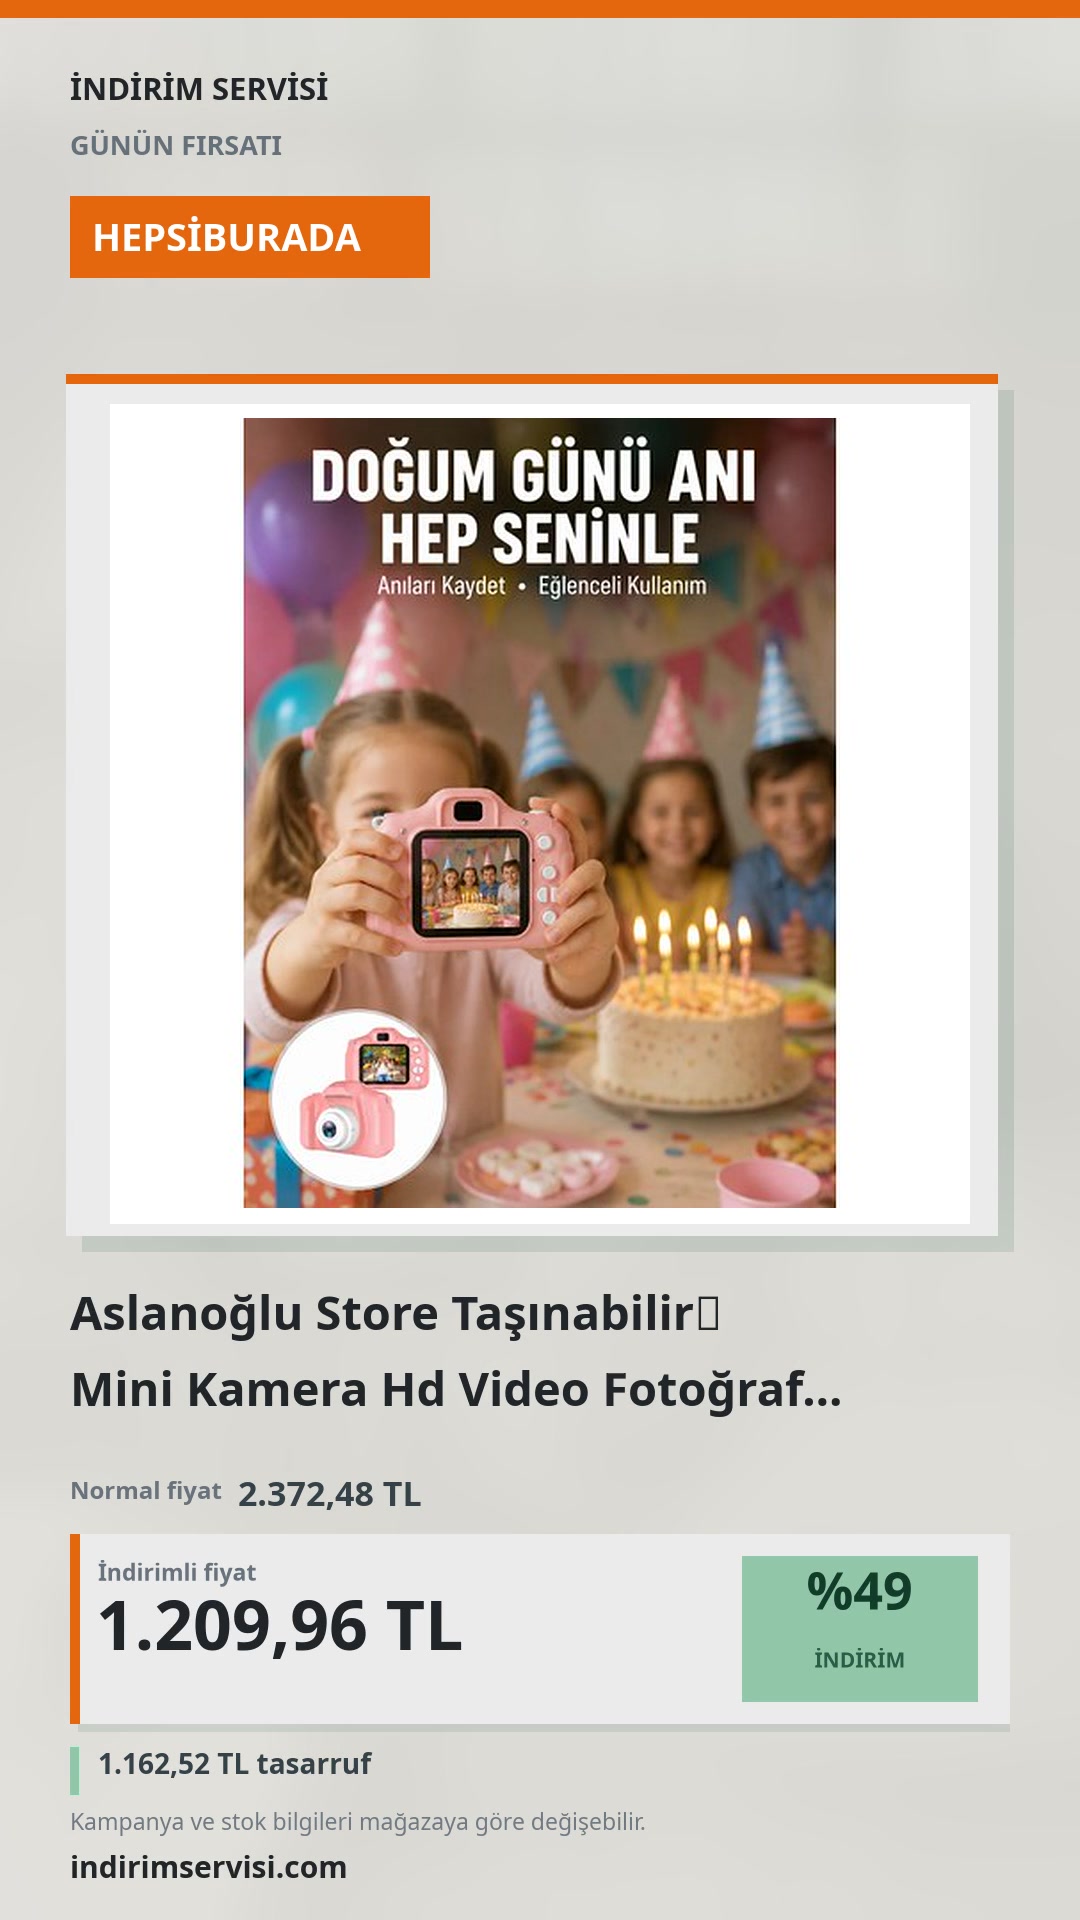 İNDİRİM SERVİSİ
GÜNÜN FIRSATI
HEPSİBURADA
DOĞUM GÜNÜ ANI
HEP SENİNLE
Anıları Kaydet • Eğlenceli Kullanım
Aslanoğlu Store Taşınabilir
Mini Kamera Hd Video Fotoğraf...
Normal fiyat 2.372,48 TL
İndirimli fiyat
1.209,96 TL
%49
İNDİRİM
1.162,52 TL tasarruf
Kampanya ve stok bilgileri mağazaya göre değişebilir.
indirimservisi.com